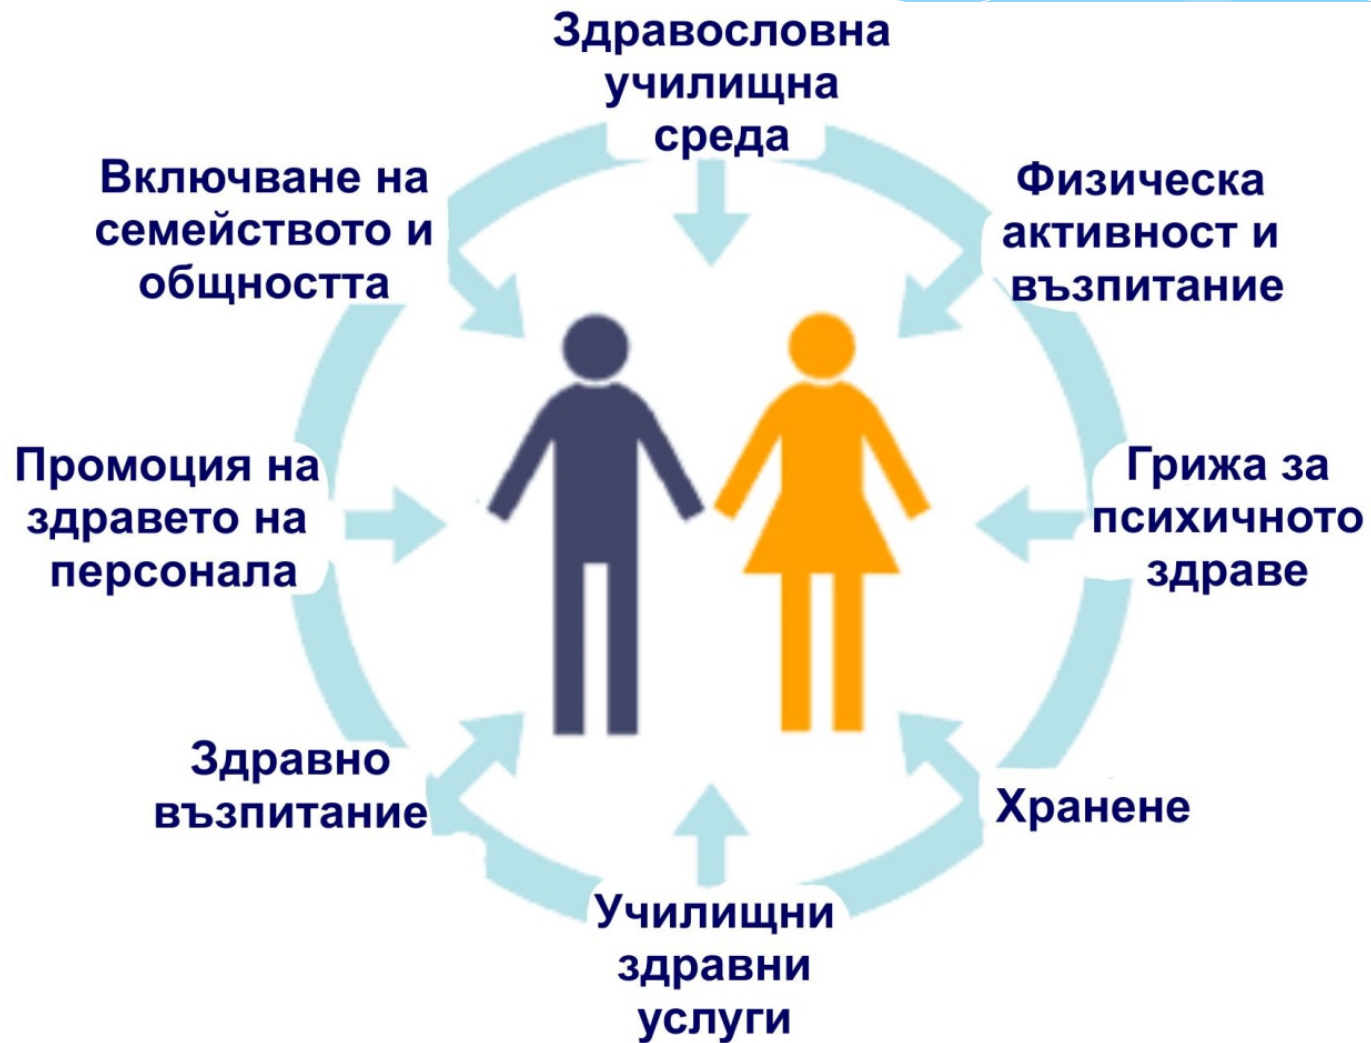 Здравословна
училищна
среда
Физическа
активност и
възпитание
Грижа за
психичното
здраве
Хранене
Училищни
здравни
услуги
Здравно
възпитание
Промоция на
здравето на
персонала
Включване на
семейството и
общността